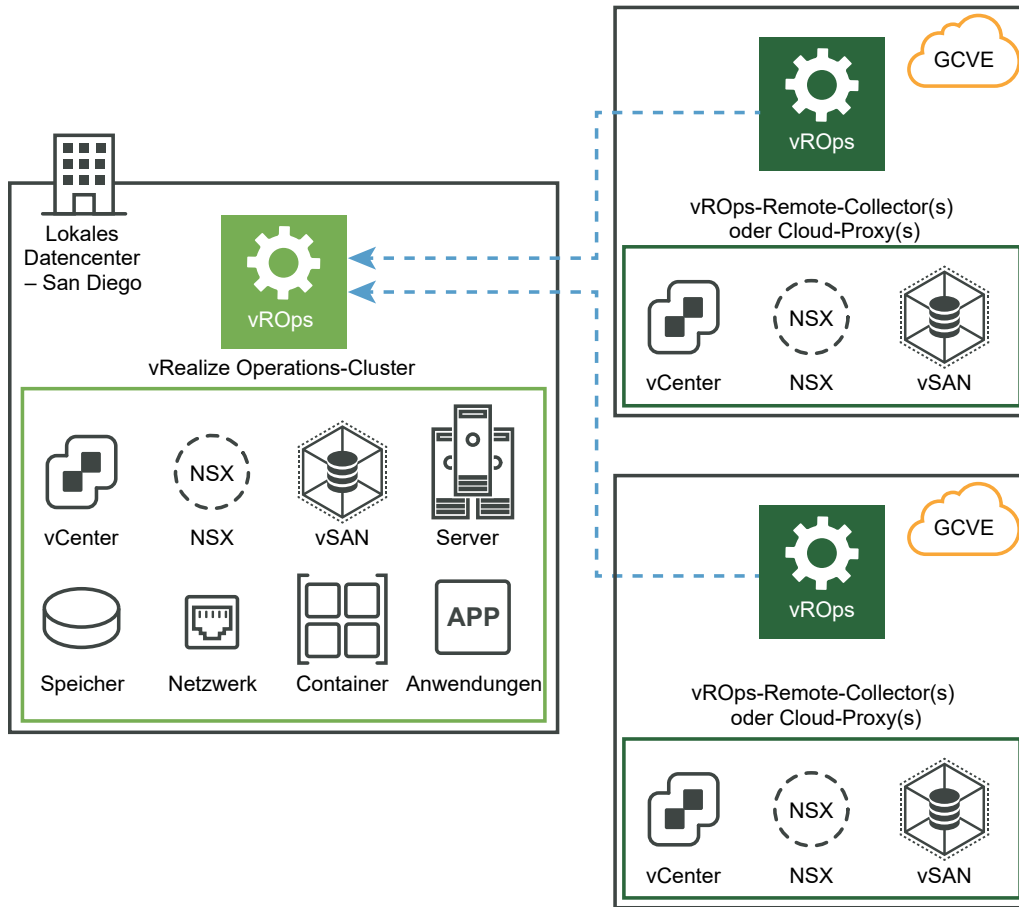 Lokales
Datencenter
– San Diego
vROps
vRealize Operations-Cluster
vCenter
NSX
NSX
vSAN
Server
Speicher
Netzwerk
Container
APP
Anwendungen
GCVE
vROps
vROps-Remote-Collector(s)
oder Cloud-Proxy(s)
vCenter
NSX
NSX
vSAN
GCVE
vROps
vROps-Remote-Collector(s)
oder Cloud-Proxy(s)
vCenter
NSX
NSX
vSAN